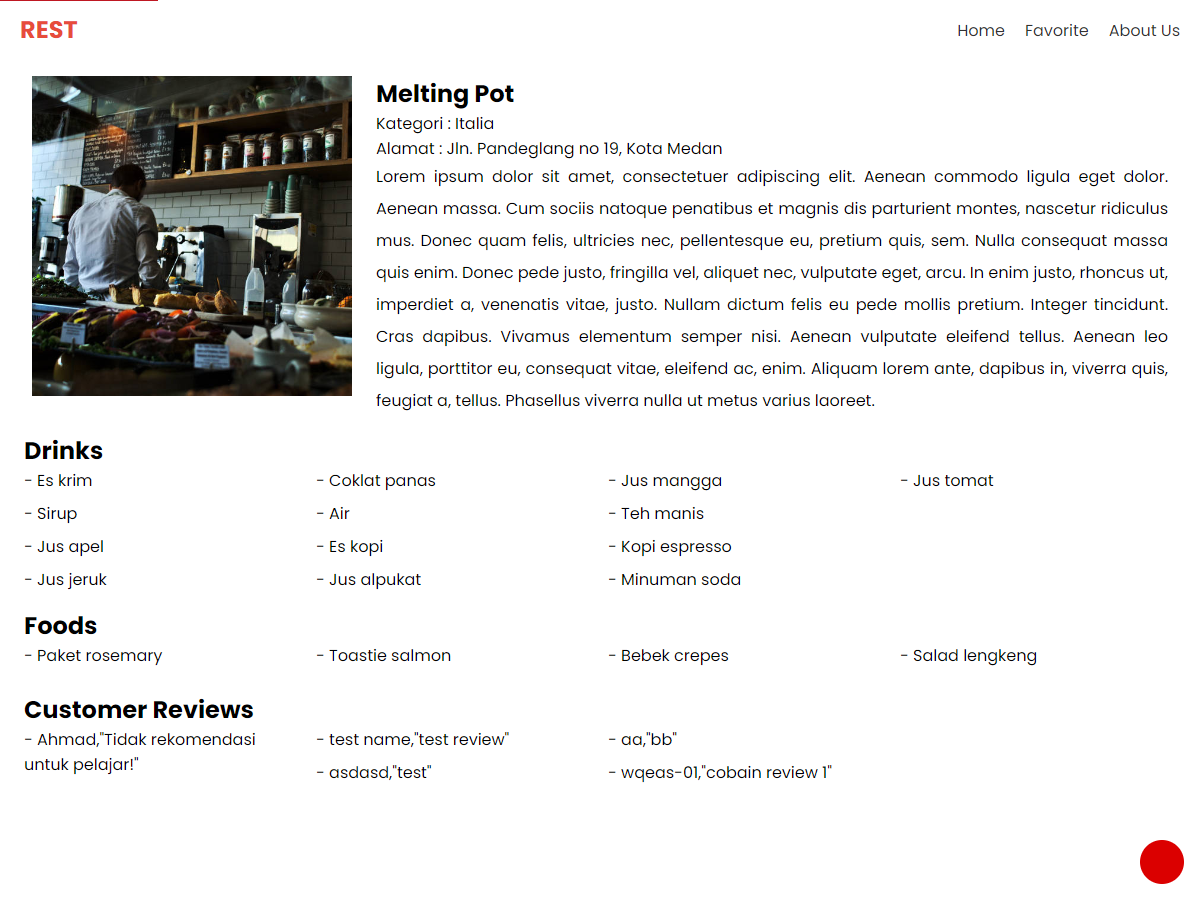 REST
Home Favorite About Us
Melting Pot
Kategori : Italia
Alamat : Jln. Pandeglang no 19, Kota Medan
Lorem ipsum dolor sit amet, consectetuer adipiscing elit. Aenean commodo ligula eget dolor.
Aenean massa. Cum sociis natoque penatibus et magnis dis parturient montes, nascetur ridiculus
mus. Donec quam felis, ultricies nec, pellentesque eu, pretium quis, sem. Nulla consequat massa
quis enim. Donec pede justo, fringilla vel, aliquet nec, vulputate eget, arcu. In enim justo, rhoncus ut,
imperdiet a, venenatis vitae, justo. Nullam dictum felis eu pede mollis pretium. Integer tincidunt.
Cras dapibus. Vivamus elementum semper nisi. Aenean vulputate eleifend tellus. Aenean leo
ligula, porttitor eu, consequat vitae, eleifend ac, enim. Aliquam lorem ante, dapibus in, viverra quis,
feugiat a, tellus. Phasellus viverra nulla ut metus varius laoreet.
Drinks
- Es krim
- Sirup
- Jus apel
- Jus jeruk
- Coklat panas
- Air
- Es kopi
- Jus alpukat
- Jus mangga
- Teh manis
- Kopi espresso
- Minuman soda
- Jus tomat
Foods
- Paket rosemary
- Toastie salmon
- Bebek crepes
- Salad lengkeng
Customer Reviews
- Ahmad,"Tidak rekomendasi
untuk pelajar!"
- test name,"test review"
- asdasd,"test"
- aa,"bb"
- wqeas-01,"cobain review 1"